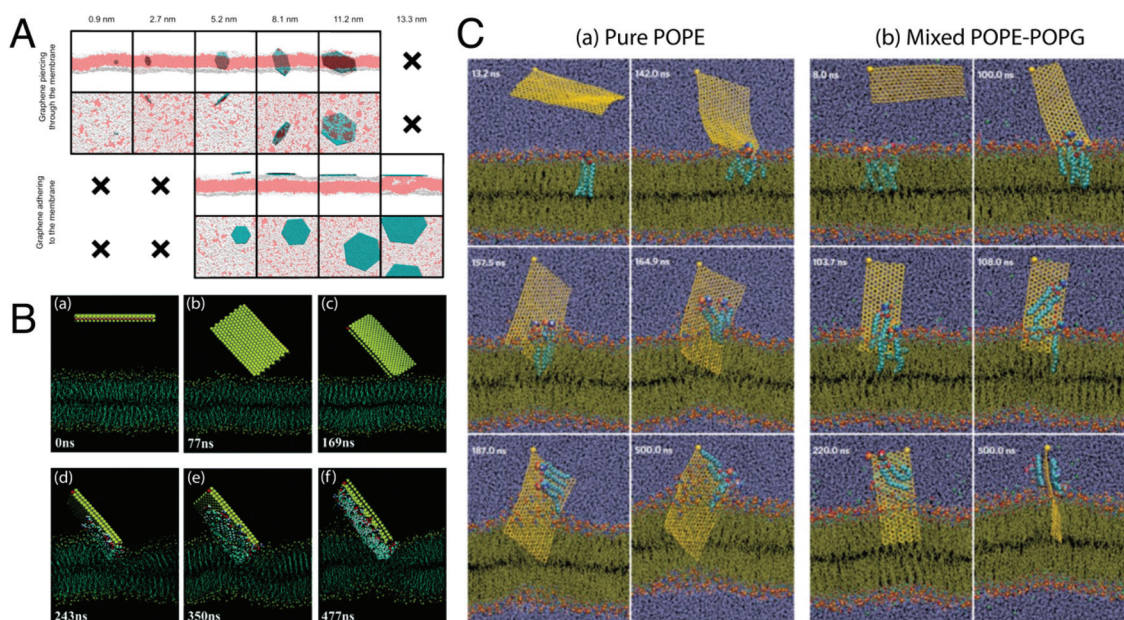 A
0.9 nm 2.7 nm 5.2 nm 8.1 nm 11.2 nm 13.3 nm
Graphene piercing
through the membrane
Graphene adhering
to the membrane
B
(a) (b) (c)
0ns 77ns 169ns
(d) (e) (f)
243ns 350ns 477ns
C
(a) Pure POPE (b) Mixed POPE-POPG
13.2 ns 142.0 ns 8.0 ns 100.0 ns
157.5 ns 164.9 ns 103.7 ns 108.0 ns
187.0 ns 500.0 ns 220.0 ns 500.0 ns